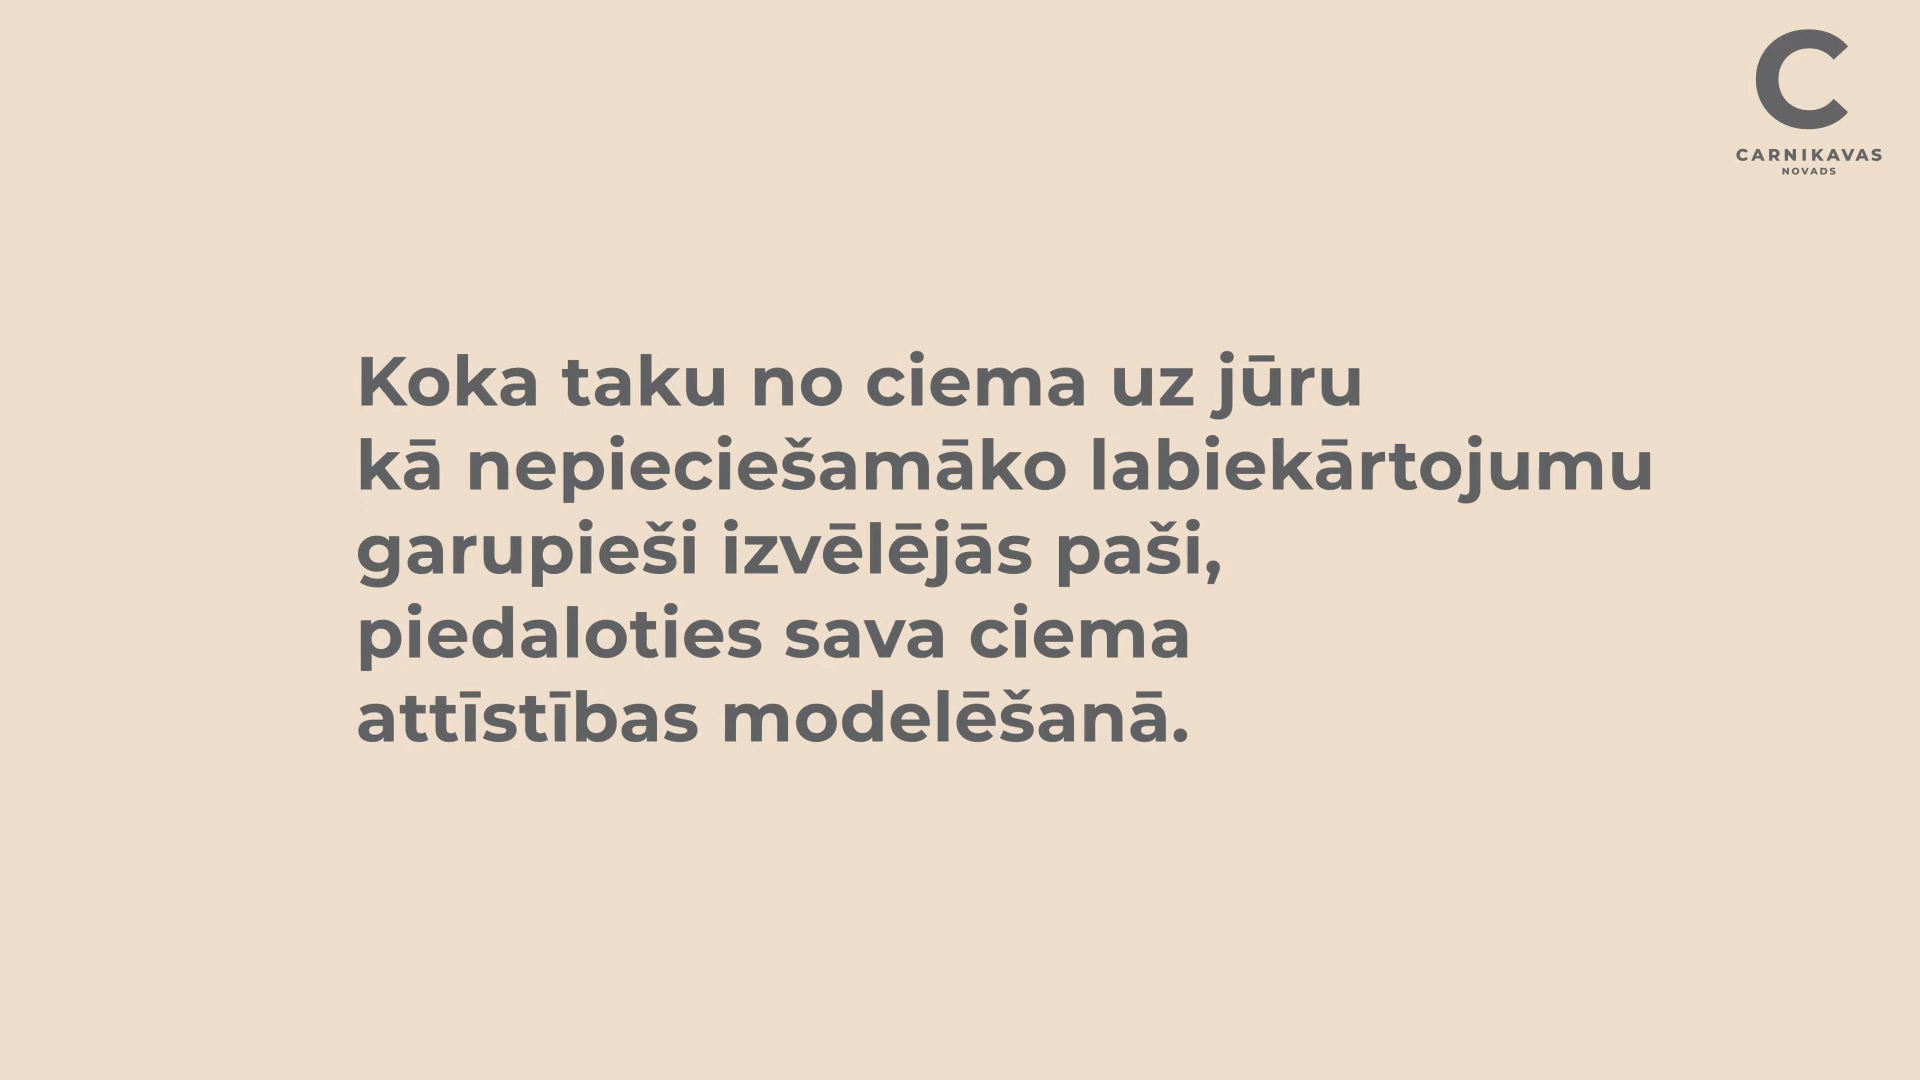 C
CARNIKAVAS
NOVADS
Koka taku no ciema uz jūru
kā nepieciešamāko labiekārtojumu
garupieši izvēlējās paši,
piedaloties sava ciema
attīstības modelēšanā.